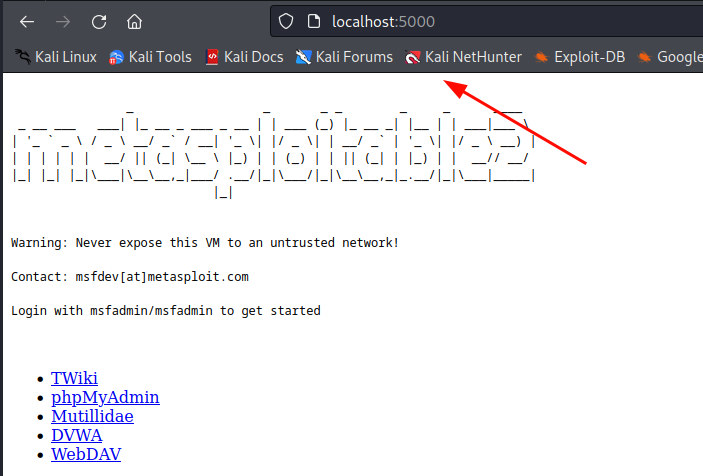 localhost:5000
Kali Linux Kali Tools Kali Docs Kali Forums Kali NetHunter Exploit-DB Google
metasploitable2
Warning: Never expose this VM to an untrusted network!
Contact: msfdev[at]metasploit.com
Login with msfadmin/msfadmin to get started
TWiki
phpMyAdmin
Mutillidae
DVWA
WebDAV